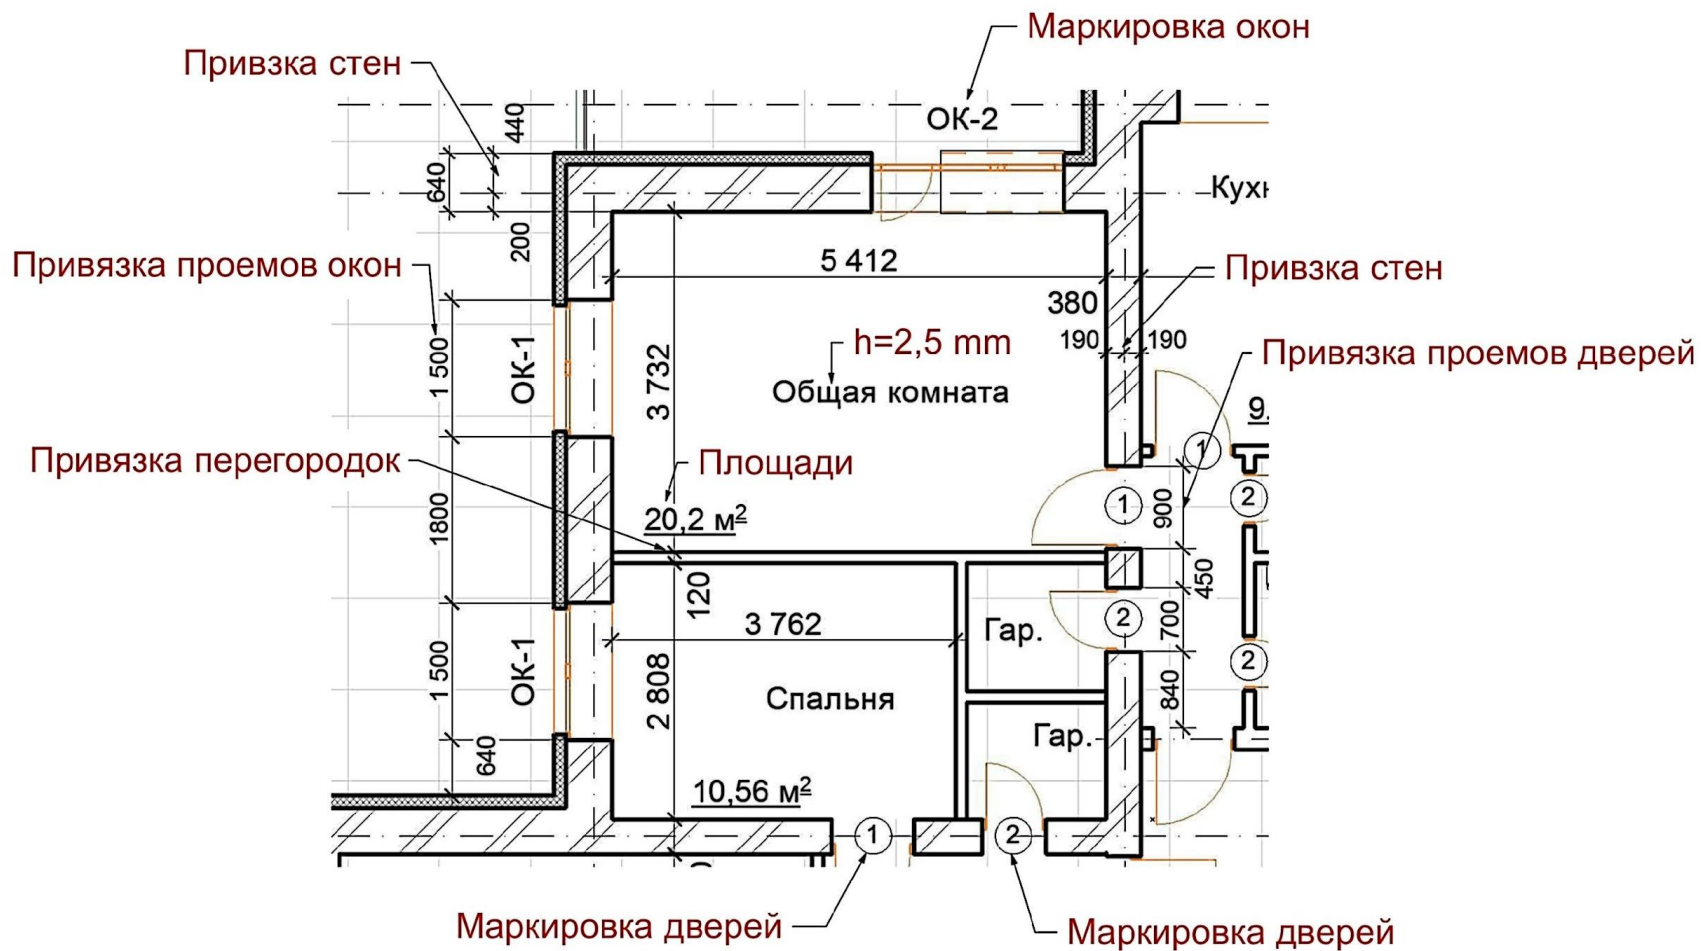 Маркировка окон
Привзка стен
440
ОК-2
640
Кухн
200
Привязка проемов окон
5 412
Привзка стен
380
190
190
h=2,5 mm
Привязка проемов дверей
1 500
ОК-1
3 732
Общая комната
9.
1
Привязка перегородок
Площади
1800
20,2 м²
1
900
2
120
450
3 762
Гар.
2
700
1 500
ОК-1
2 808
Спальня
840
2
640
Гар.
10,56 м²
1
2
Маркировка дверей
Маркировка дверей